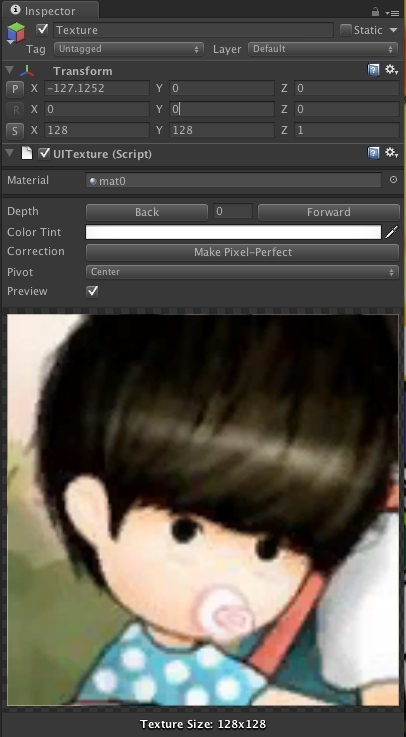 Inspector
Texture Static
Tag Untagged Layer Default
Transform
P X -127.1252 Y 0 Z 0
R X 0 Y 0 Z 0
S X 128 Y 128 Z 1
UITexture (Script)
Material mat0
Depth Back 0 Forward
Color Tint
Correction Make Pixel-Perfect
Pivot Center
Preview
Texture Size: 128x128